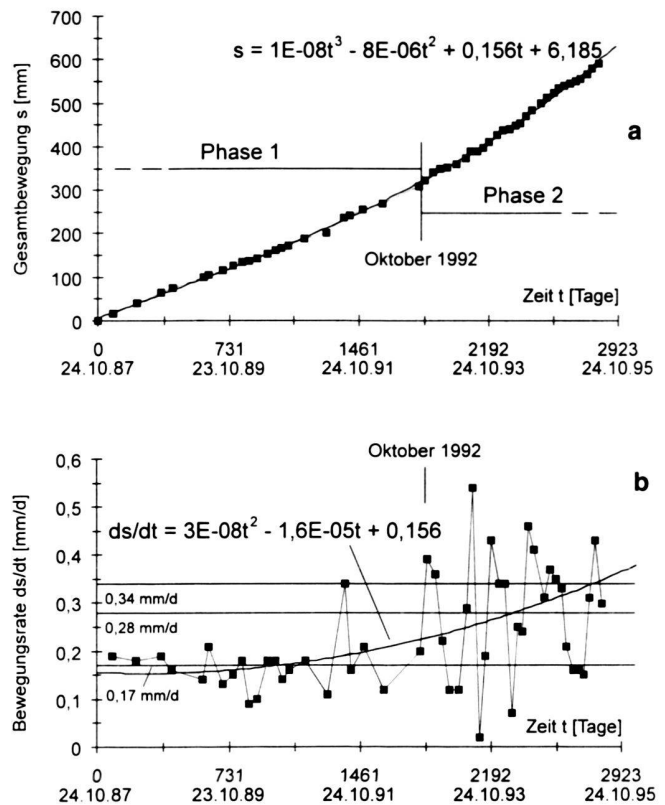 700
s = 1E-08t³ - 8E-06t² + 0,156t + 6,185
600
500
a
400
Phase 1
300
Phase 2
200
Oktober 1992
100
Zeit t [Tage]
0
Gesamtbewegung s [mm]
0 731 1461 2192 2923
24.10.87 23.10.89 24.10.91 24.10.93 24.10.95
Oktober 1992
b
0,6
0,5
ds/dt = 3E-08t² - 1,6E-05t + 0,156
0,4
0,34 mm/d
0,3
0,28 mm/d
0,2
0,17 mm/d
0,1
Zeit t [Tage]
0
Bewegungsrate ds/dt [mm/d]
0 731 1461 2192 2923
24.10.87 23.10.89 24.10.91 24.10.93 24.10.95